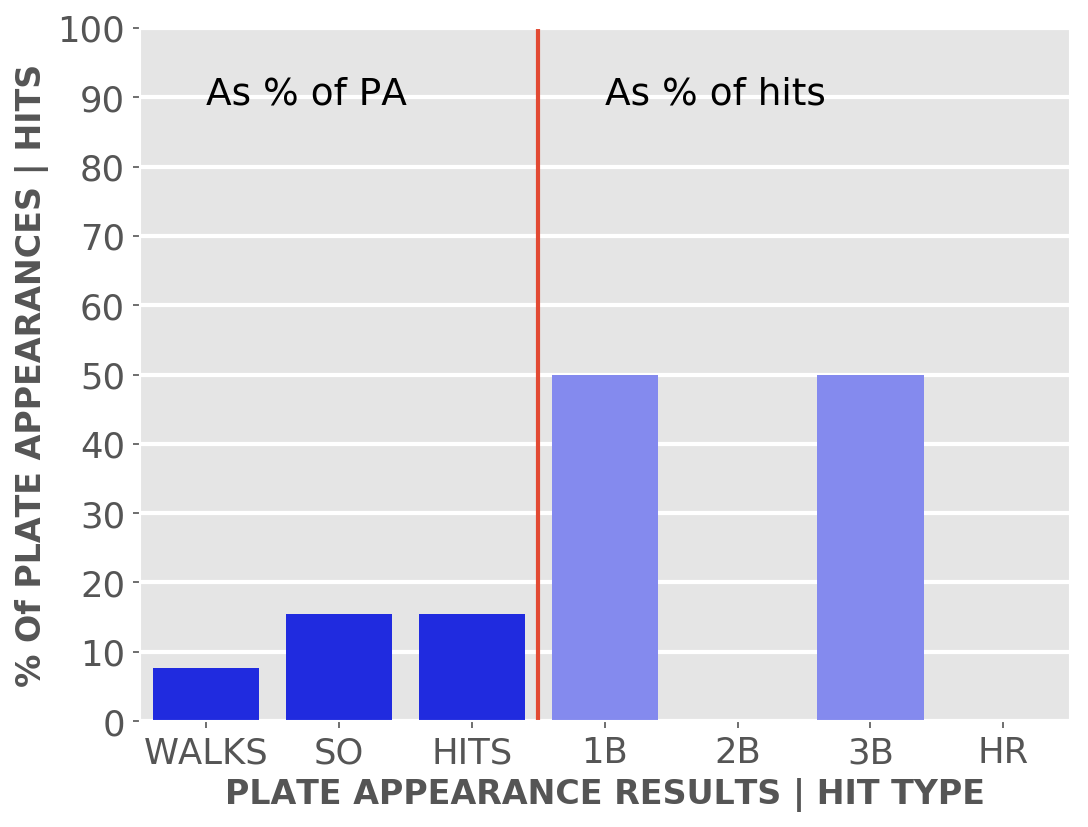 % Of PLATE APPEARANCES | HITS
100
90
80
70
60
50
40
30
20
10
0
As % of PA
As % of hits
WALKS SO HITS 1B 2B 3B HR
PLATE APPEARANCE RESULTS | HIT TYPE